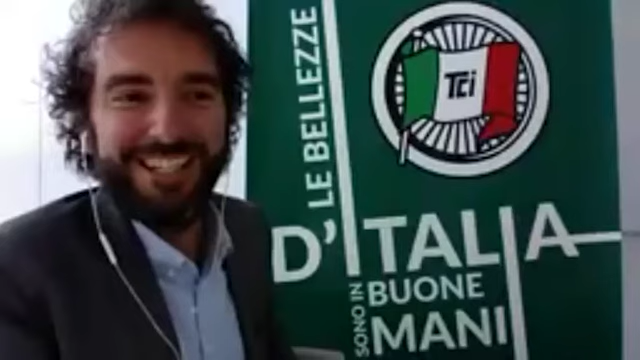 TCI
LE BELLEZZE
D'ITALIA
SONO IN
BUONE
MANI